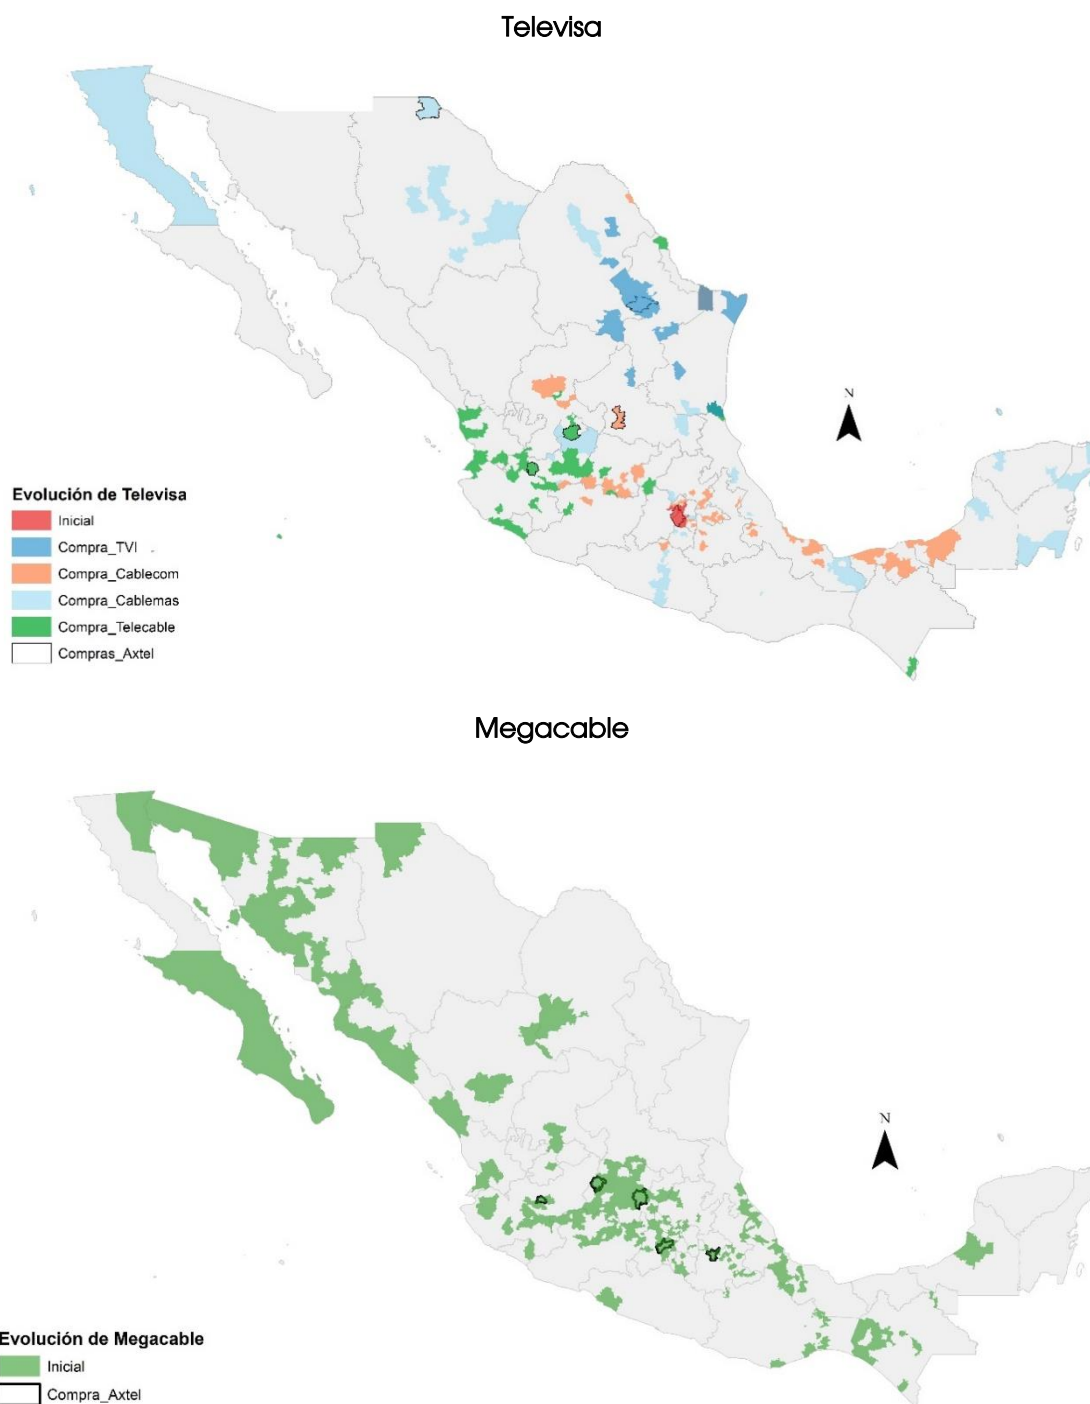 Televisa
N
Evolución de Televisa
Inicial
Compra_TVI
Compra_Cablecom
Compra_Cablemas
Compra_Telecable
Compras_Axtel
Megacable
N
Evolución de Megacable
Inicial
Compra_Axtel